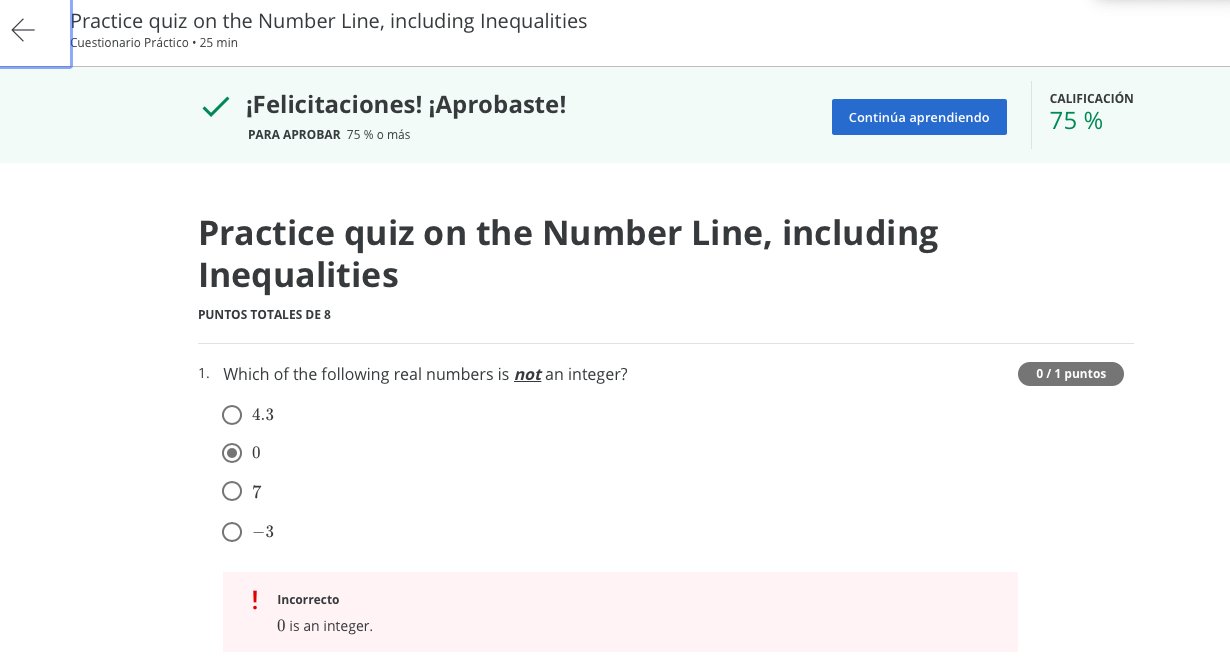 Practice quiz on the Number Line, including Inequalities
Cuestionario Práctico • 25 min
¡Felicitaciones! ¡Aprobaste!
PARA APROBAR 75 % o más
Continúa aprendiendo
CALIFICACIÓN
75 %
Practice quiz on the Number Line, including
Inequalities
PUNTOS TOTALES DE 8
1. Which of the following real numbers is not an integer?
0 / 1 puntos
4.3
0
7
−3
! Incorrecto
0 is an integer.